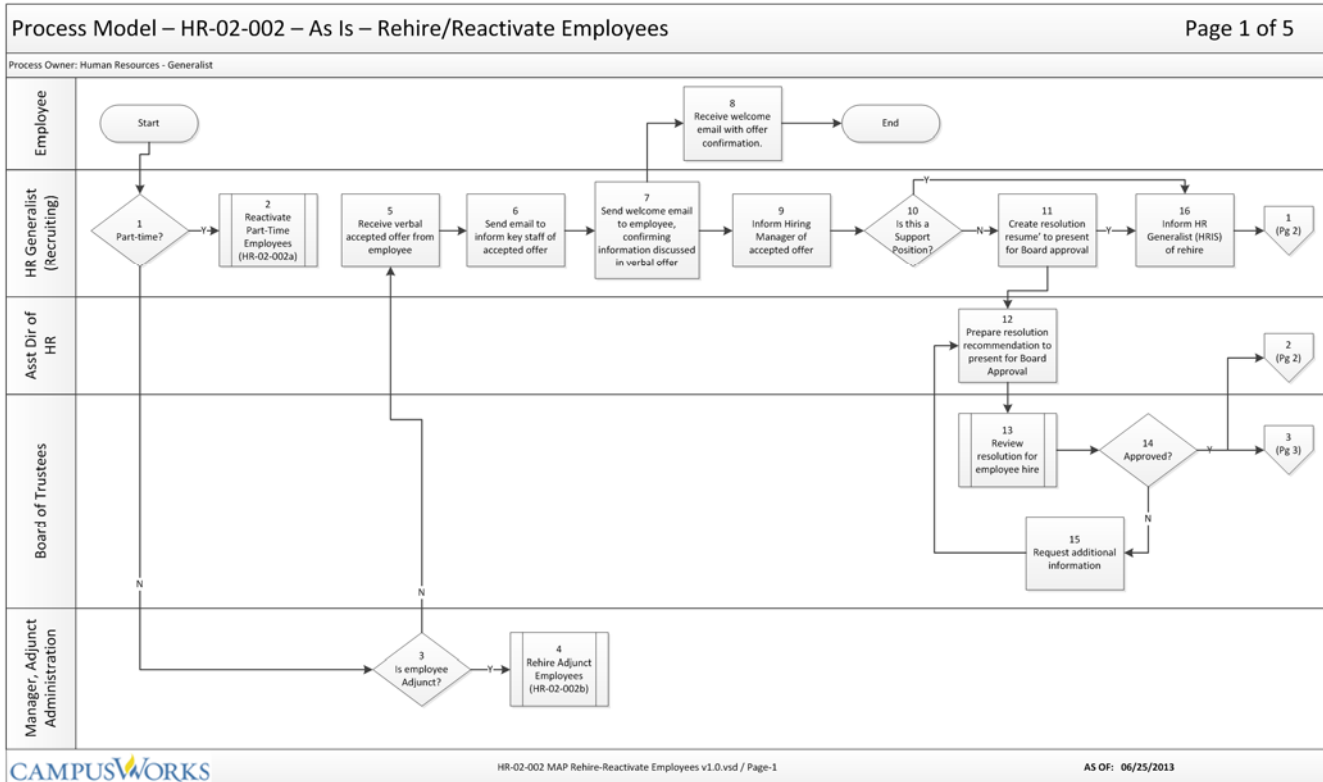 Process Model – HR-02-002 – As Is – Rehire/Reactivate Employees
Page 1 of 5
Process Owner: Human Resources - Generalist
Employee
Start
8
Receive welcome
email with offer
confirmation.
End
HR Generalist
(Recruiting)
1
Part-time?
Y
2
Reactivate
Part-Time
Employees
(HR-02-002a)
5
Receive verbal
accepted offer from
employee
6
Send email to
inform key staff of
accepted offer
7
Send welcome email
to employee,
confirming
information discussed
in verbal offer
9
Inform Hiring
Manager of
accepted offer
10
Is this a
Support
Position?
Y
N
11
Create resolution
resume' to present
for Board approval
Y
16
Inform HR
Generalist (HRIS)
of rehire
1
(Pg 2)
Asst Dir of
HR
12
Prepare resolution
recommendation to
present for Board
Approval
2
(Pg 2)
Board of Trustees
13
Review
resolution for
employee hire
14
Approved?
Y
3
(Pg 3)
N
15
Request additional
information
N
N
Manager, Adjunct
Administration
3
Is employee
Adjunct?
Y
4
Rehire Adjunct
Employees
(HR-02-002b)
CAMPUSWORKS
HR-02-002 MAP Rehire-Reactivate Employees v1.0.vsd / Page-1
AS OF: 06/25/2013